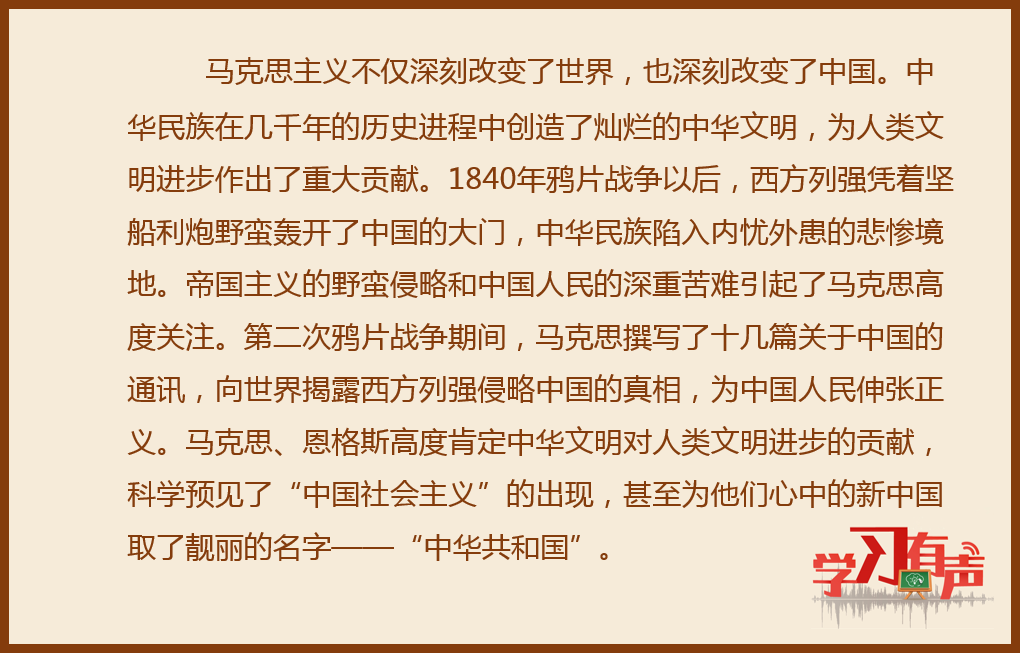 马克思主义不仅深刻改变了世界，也深刻改变了中国。中
华民族在几千年的历史进程中创造了灿烂的中华文明，为人类文
明进步作出了重大贡献。1840年鸦片战争以后，西方列强凭着坚
船利炮野蛮轰开了中国的大门，中华民族陷入内忧外患的悲惨境
地。帝国主义的野蛮侵略和中国人民的深重苦难引起了马克思高
度关注。第二次鸦片战争期间，马克思撰写了十几篇关于中国的
通讯，向世界揭露西方列强侵略中国的真相，为中国人民伸张正
义。马克思、恩格斯高度肯定中华文明对人类文明进步的贡献，
科学预见了“中国社会主义”的出现，甚至为他们心中的新中国
取了靓丽的名字——“中华共和国”。
学习有声